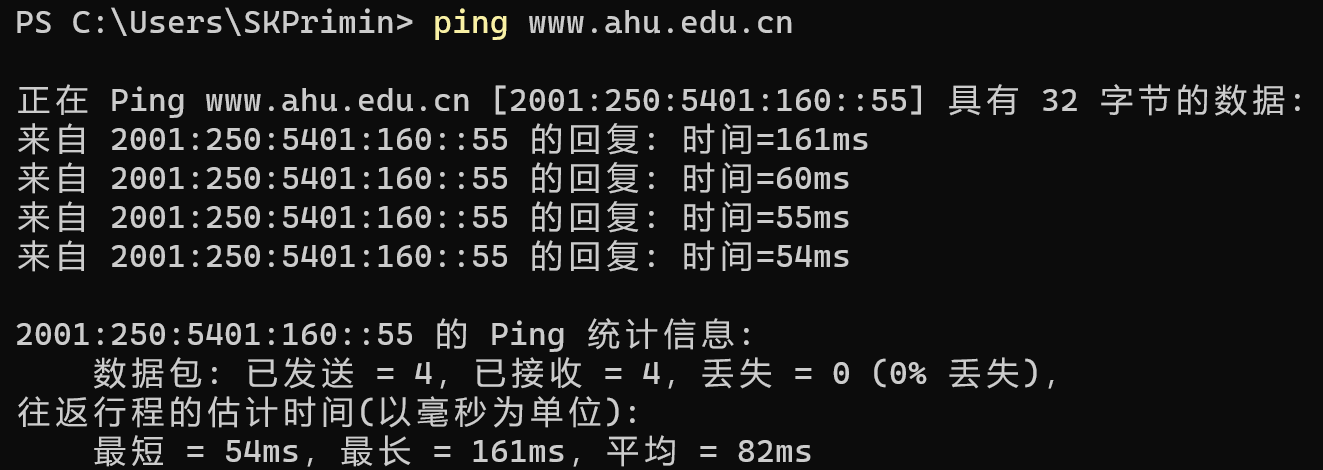 PS C:\Users\SKPrimin> ping www.ahu.edu.cn
正在 Ping www.ahu.edu.cn [2001:250:5401:160::55] 具有 32 字节的数据:
来自 2001:250:5401:160::55 的回复: 时间=161ms
来自 2001:250:5401:160::55 的回复: 时间=60ms
来自 2001:250:5401:160::55 的回复: 时间=55ms
来自 2001:250:5401:160::55 的回复: 时间=54ms
2001:250:5401:160::55 的 Ping 统计信息:
数据包: 已发送 = 4, 已接收 = 4, 丢失 = 0 (0% 丢失),
往返行程的估计时间(以毫秒为单位):
最短 = 54ms, 最长 = 161ms, 平均 = 82ms